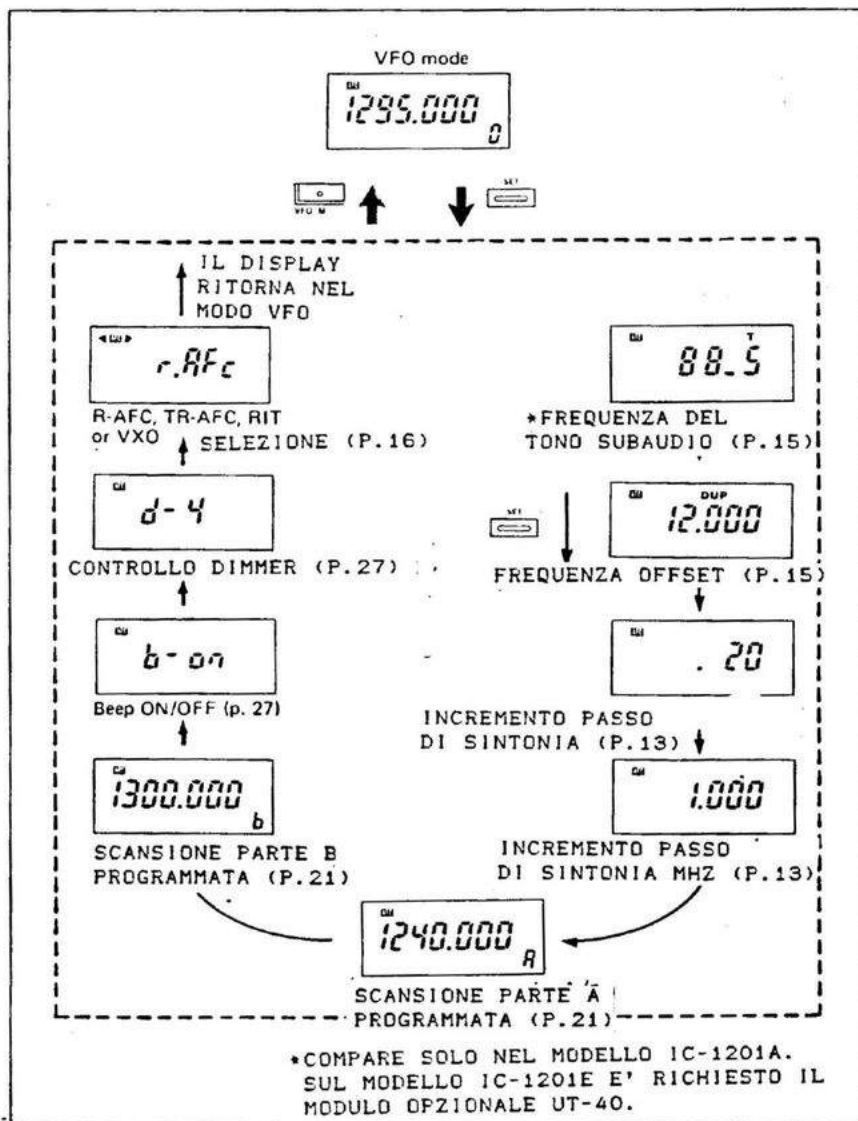 VFO mode
1295.000
0
VFO M
SET
IL DISPLAY
RITORNA NEL
MODO VFO
r.AFc
R-AFC, TR-AFC, RIT
or VXO
SELEZIONE (P.16)
d-4
CONTROLLO DIMMER (P.27)
b-on
Beep ON/OFF (p. 27)
1300.000
b
SCANSIONE PARTE B
PROGRAMMATA (P.21)
T
88.5
*FREQUENZA DEL
TONO SUBAUDIO (P.15)
SET
DUP
12.000
FREQUENZA OFFSET (P.15)
. 20
INCREMENTO PASSO
DI SINTONIA (P.13)
1.000
INCREMENTO PASSO
DI SINTONIA MHZ (P.13)
1240.000
A
SCANSIONE PARTE A
PROGRAMMATA (P.21)
*COMPARE SOLO NEL MODELLO IC-1201A.
SUL MODELLO IC-1201E E' RICHIESTO IL
MODULO OPZIONALE UT-40.